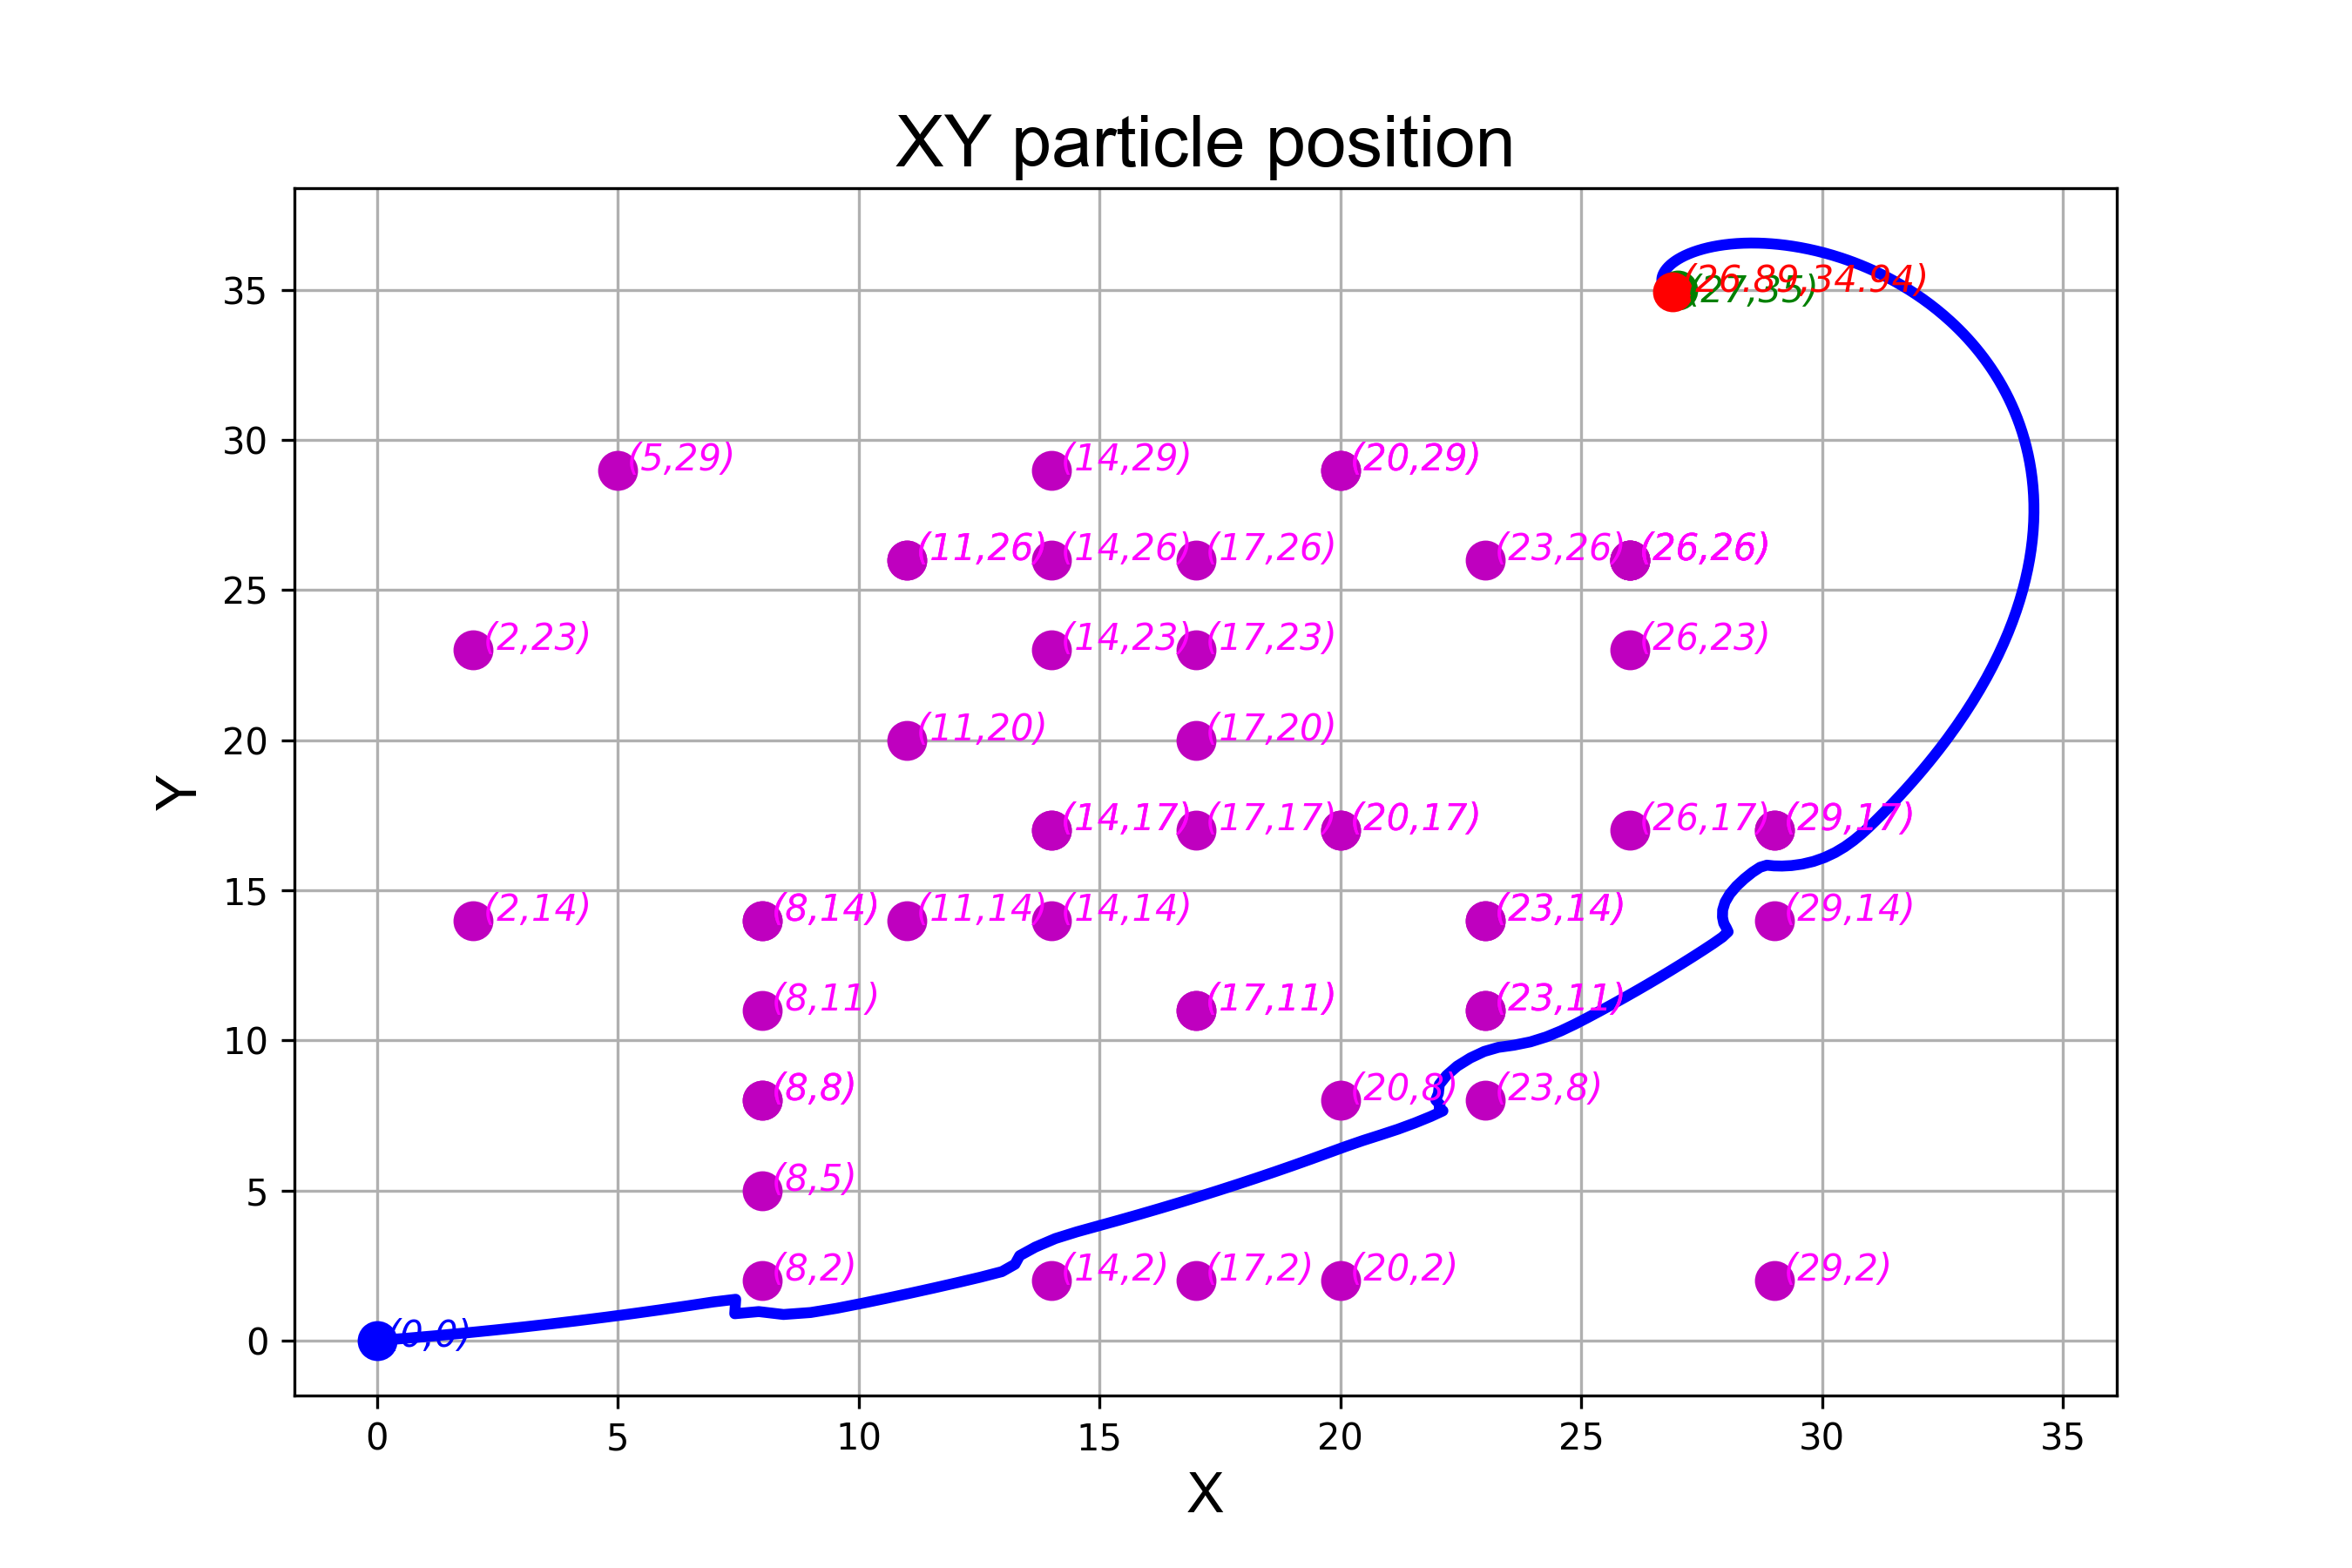 XY particle position
35
(26.89,34.94)
(27,35)
30
(5,29) (14,29) (20,29)
(11,26) (14,26) (17,26) (23,26) (26,26)
25
(2,23) (14,23) (17,23) (26,23)
20
(11,20) (17,20)
(14,17) (17,17) (20,17) (26,17) (29,17)
15
(2,14) (8,14) (11,14) (14,14) (23,14) (29,14)
(8,11) (17,11) (23,11)
10
(8,8) (20,8) (23,8)
5
(8,5)
(8,2) (14,2) (17,2) (20,2) (29,2)
0
(0,0)
Y
0 5 10 15 20 25 30 35
X